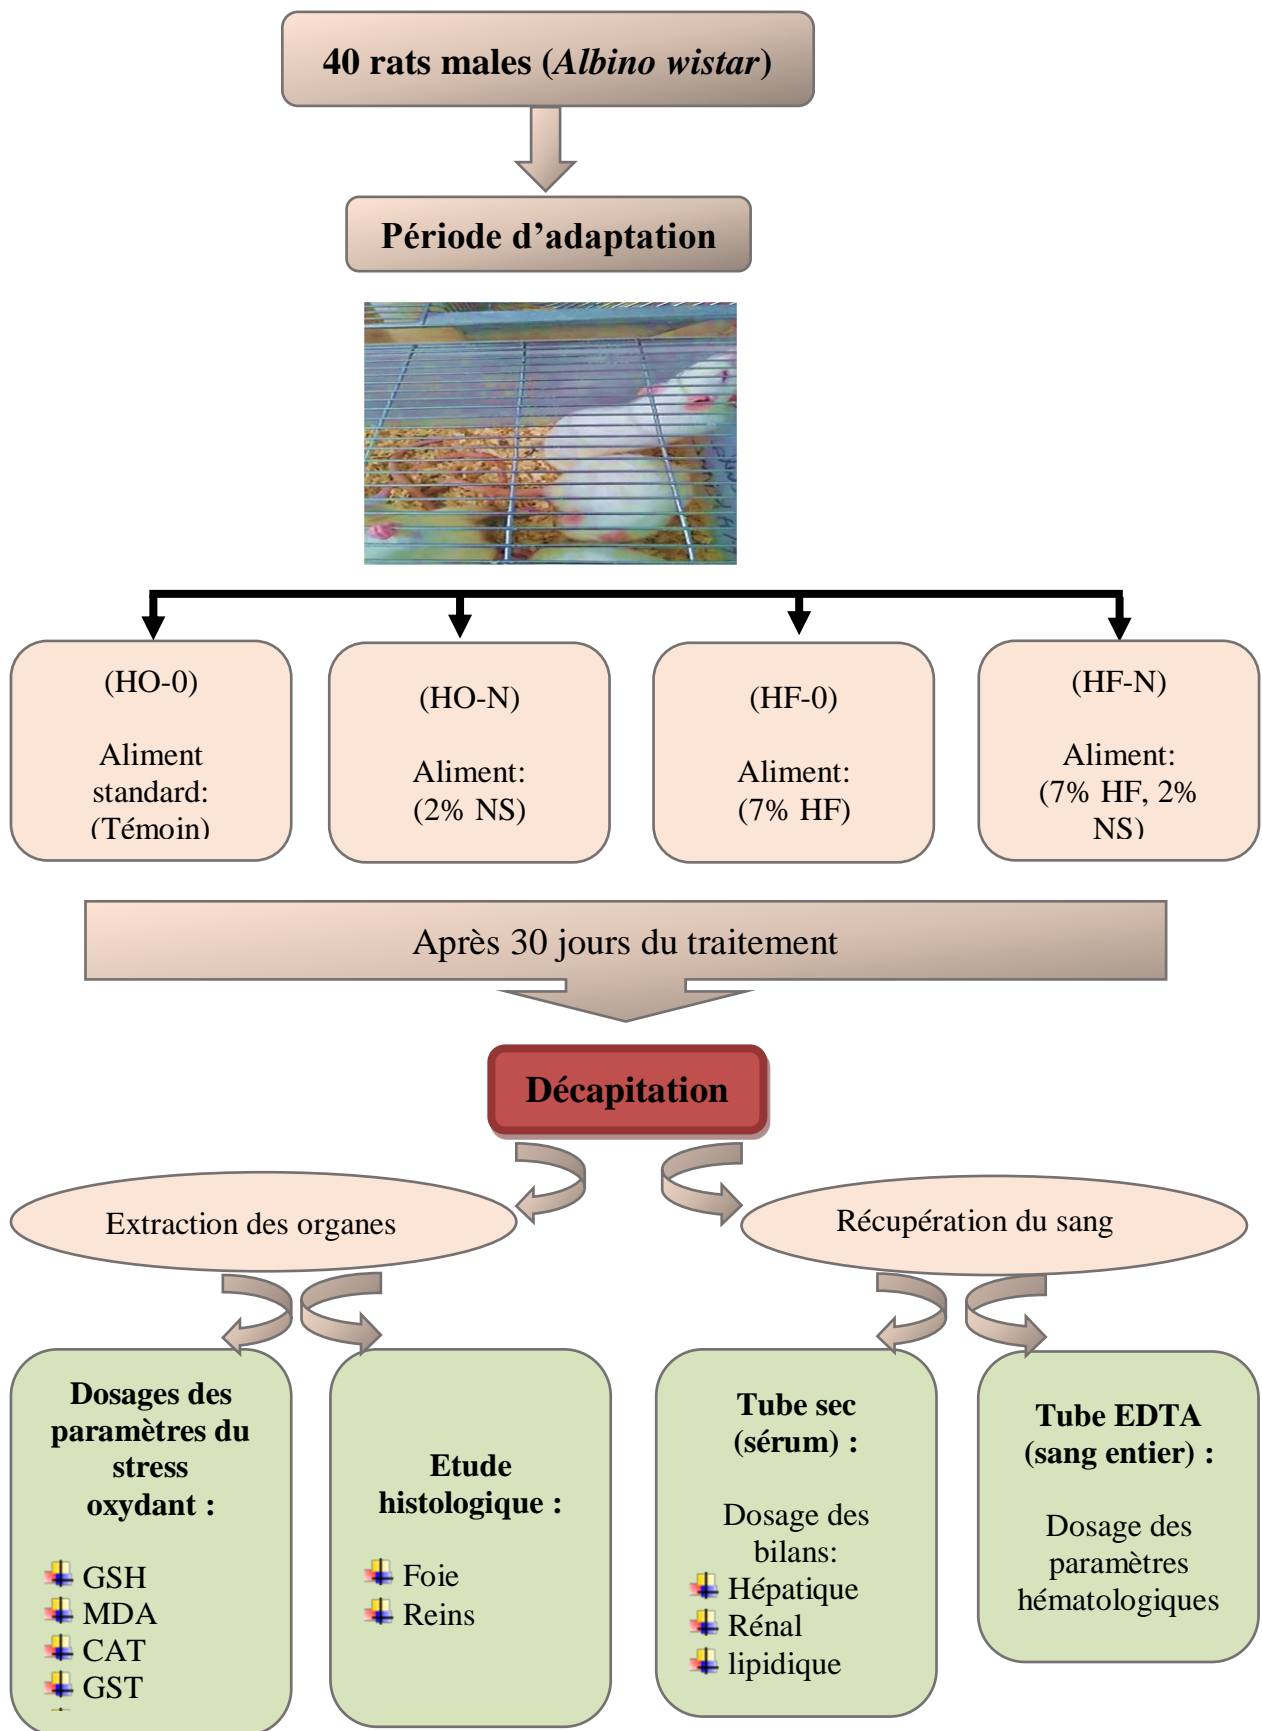 40 rats males (Albino wistar)
Période d’adaptation
(HO-0)
Aliment
standard:
(Témoin)
(HO-N)
Aliment:
(2% NS)
(HF-0)
Aliment:
(7% HF)
(HF-N)
Aliment:
(7% HF, 2%
NS)
Après 30 jours du traitement
Décapitation
Extraction des organes
Récupération du sang
Dosages des
paramètres du
stress
oxydant :
GSH
MDA
CAT
GST
Etude
histologique :
Foie
Reins
Tube sec
(sérum) :
Dosage des
bilans:
Hépatique
Rénal
lipidique
Tube EDTA
(sang entier) :
Dosage des
paramètres
hématologiques